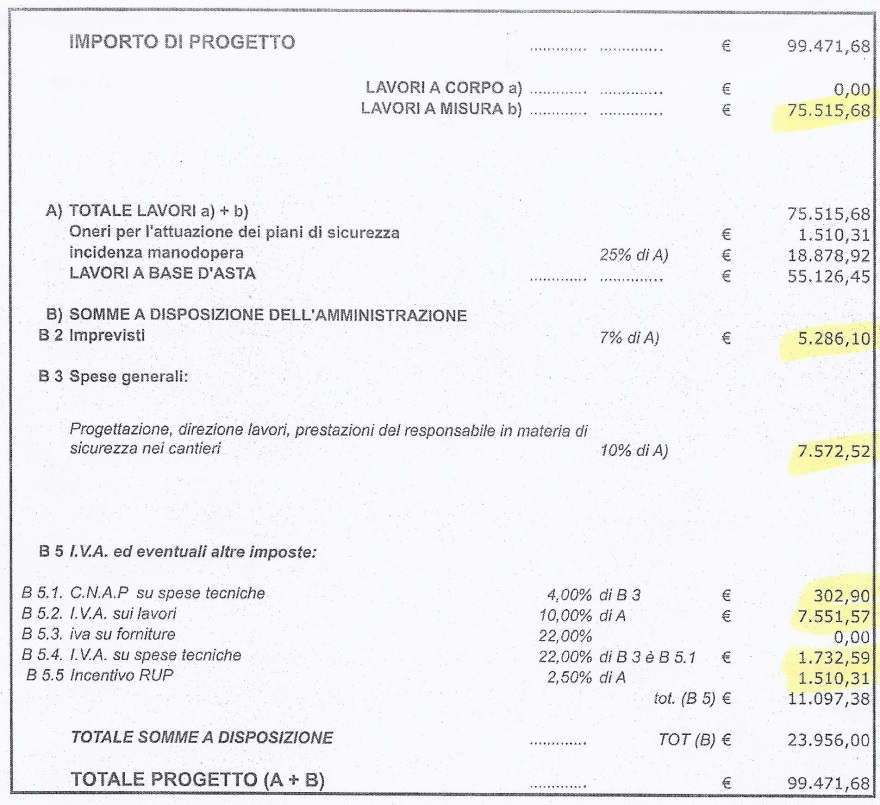 IMPORTO DI PROGETTO ............. ............. € 99.471,68
LAVORI A CORPO a) ............. ............. € 0,00
LAVORI A MISURA b) ............. ............. € 75.515,68
A) TOTALE LAVORI a) + b) 75.515,68
Oneri per l'attuazione dei piani di sicurezza € 1.510,31
incidenza manodopera 25% di A) € 18.878,92
LAVORI A BASE D'ASTA ............. ............. € 55.126,45
B) SOMME A DISPOSIZIONE DELL'AMMINISTRAZIONE
B 2 Imprevisti 7% di A) € 5.286,10
B 3 Spese generali:
Progettazione, direzione lavori, prestazioni del responsabile in materia di
sicurezza nei cantieri 10% di A) 7.572,52
B 5 I.V.A. ed eventuali altre imposte:
B 5.1. C.N.A.P su spese tecniche 4,00% di B 3 € 302,90
B 5.2. I.V.A. sui lavori 10,00% di A € 7.551,57
B 5.3. iva su forniture 22,00% 0,00
B 5.4. I.V.A. su spese tecniche 22,00% di B 3 è B 5.1 € 1.732,59
B 5.5 Incentivo RUP 2,50% di A 1.510,31
tot. (B 5) € 11.097,38
TOTALE SOMME A DISPOSIZIONE ............. TOT (B) € 23.956,00
TOTALE PROGETTO (A + B) ............. € 99.471,68